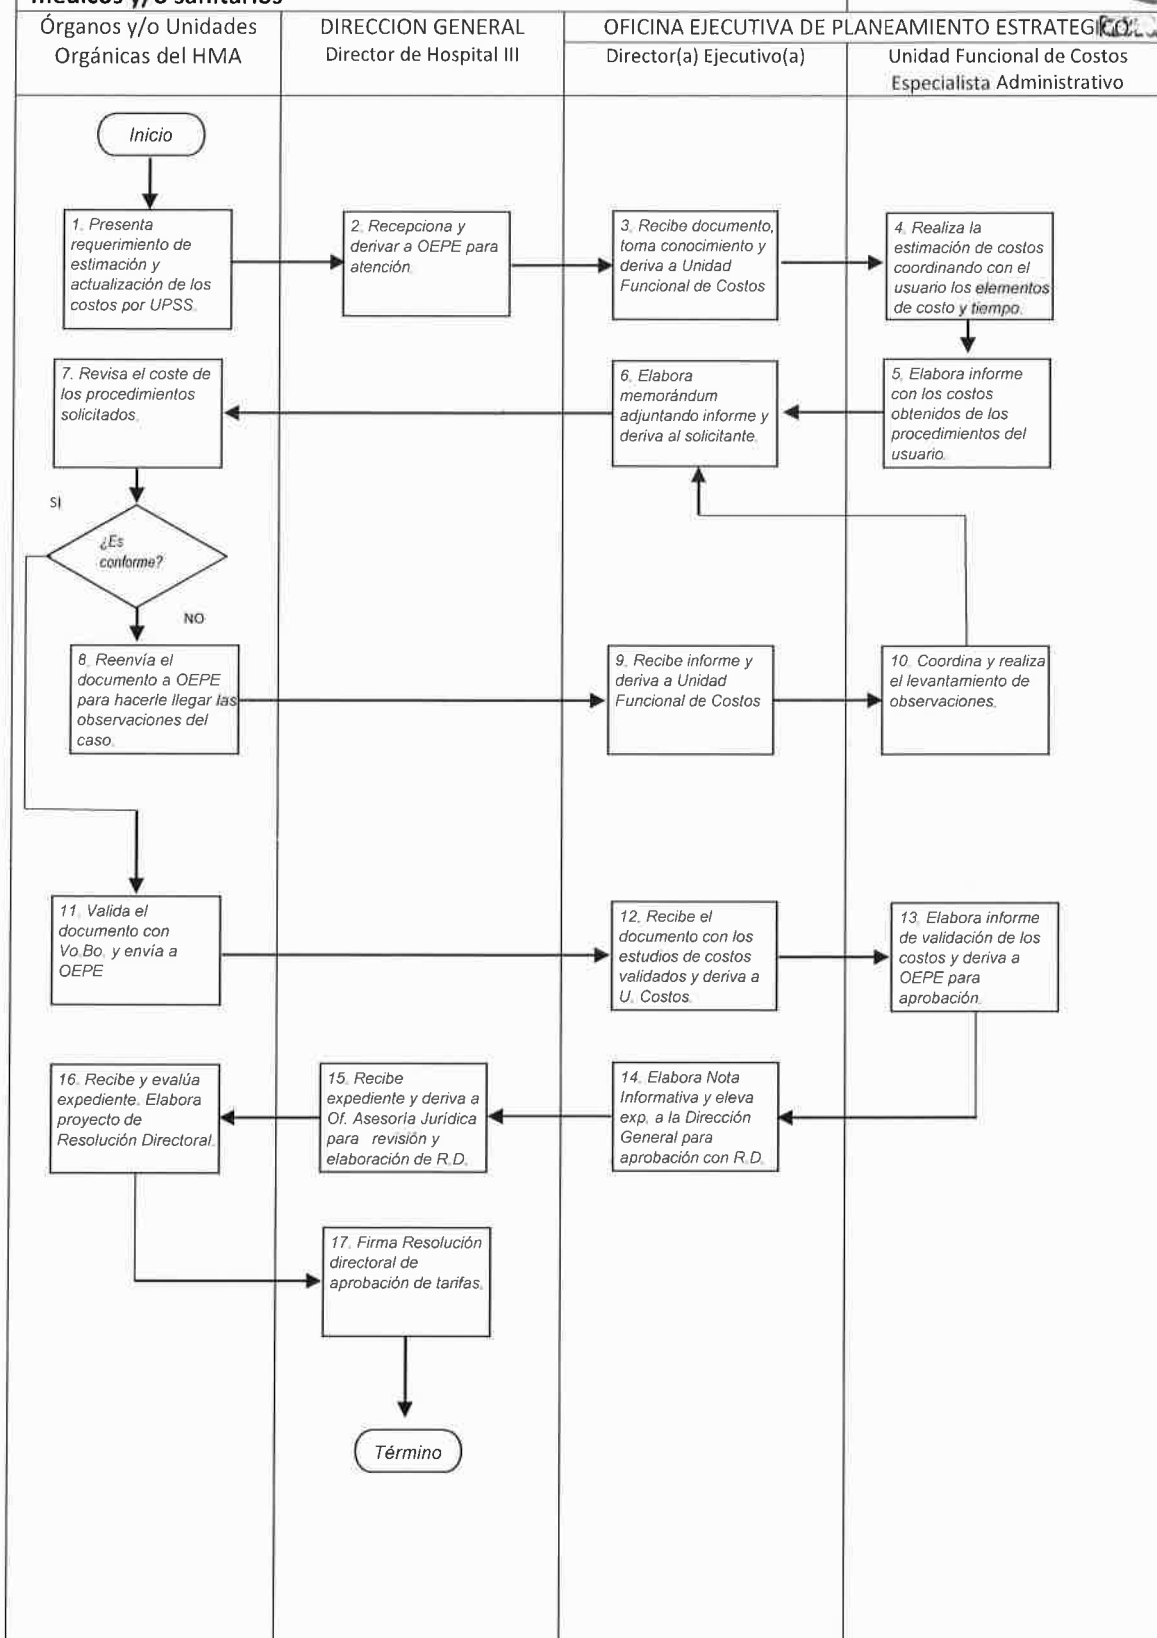 médicos y/o sanitarios
Órganos y/o Unidades
Orgánicas del HMA
DIRECCION GENERAL
Director de Hospital III
OFICINA EJECUTIVA DE PLANEAMIENTO ESTRATEGICO
Director(a) Ejecutivo(a)
Unidad Funcional de Costos
Especialista Administrativo
Inicio
1. Presenta
requerimiento de
estimación y
actualización de los
costos por UPSS.
2. Recepciona y
derivar a OEPE para
atención.
3. Recibe documento,
toma conocimiento y
deriva a Unidad
Funcional de Costos
4. Realiza la
estimación de costos
coordinando con el
usuario los elementos
de costo y tiempo.
7. Revisa el coste de
los procedimientos
solicitados.
6. Elabora
memorándum
adjuntando informe y
deriva al solicitante.
5. Elabora informe
con los costos
obtenidos de los
procedimientos del
usuario.
SI
¿Es
conforme?
NO
8. Reenvía el
documento a OEPE
para hacerle llegar las
observaciones del
caso.
9. Recibe informe y
deriva a Unidad
Funcional de Costos
10. Coordina y realiza
el levantamiento de
observaciones.
11. Valida el
documento con
Vo.Bo. y envía a
OEPE
12. Recibe el
documento con los
estudios de costos
validados y deriva a
U. Costos.
13. Elabora informe
de validación de los
costos y deriva a
OEPE para
aprobación.
16. Recibe y evalúa
expediente. Elabora
proyecto de
Resolución Directoral.
15. Recibe
expediente y deriva a
Of. Asesoría Jurídica
para revisión y
elaboración de R.D.
14. Elabora Nota
Informativa y eleva
exp. a la Dirección
General para
aprobación con R.D.
17. Firma Resolución
directoral de
aprobación de tarifas.
Término